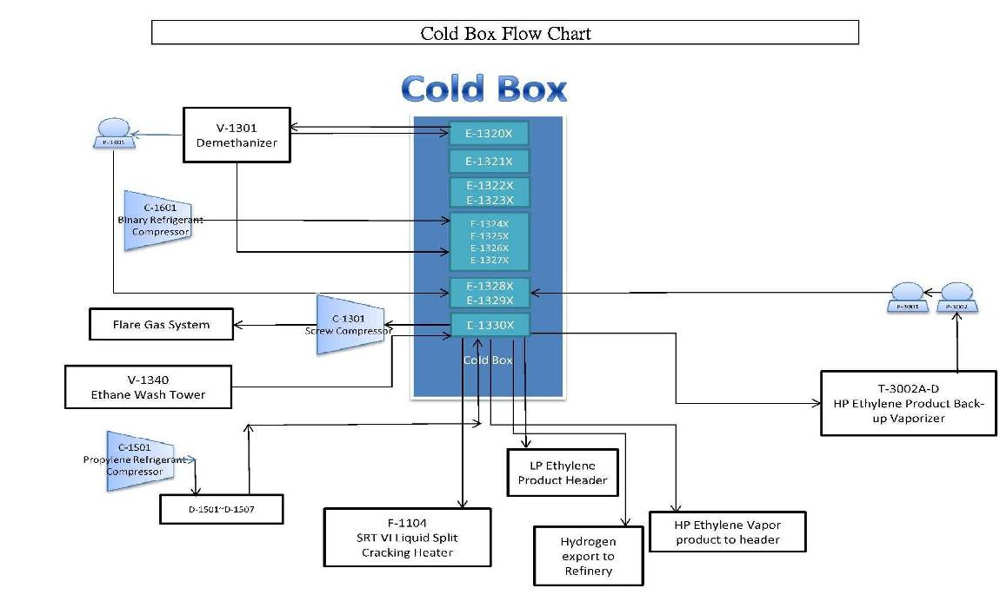 Cold Box Flow Chart
Cold Box
V-1301
Demethanizer
P-1301
E-1320X
E-1321X
E-1322X
E-1323X
C-1601
Binary Refrigerant
Compressor
E-1324X
E-1325X
E-1326X
E-1327X
E-1328X
E-1329X
P-3001
P-3002
Flare Gas System
C-1301
Screw Compressor
E-1330X
Cold Box
V-1340
Ethane Wash Tower
T-3002A-D
HP Ethylene Product Back-
up Vaporizer
C-1501
Propylene Refrigerant
Compressor
D-1501~D-1507
LP Ethylene
Product Header
F-1104
SRT VI Liquid Split
Cracking Heater
Hydrogen
export to
Refinery
HP Ethylene Vapor
product to header